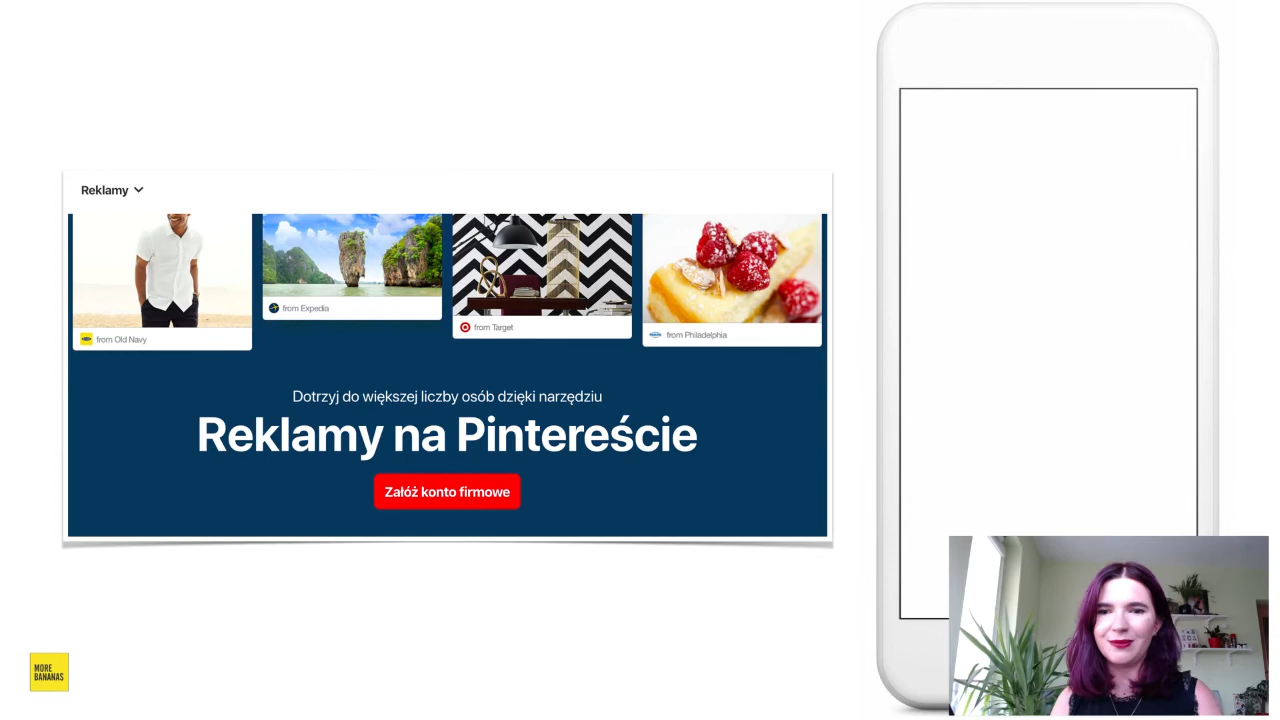 Reklamy
from Old Navy
from Expedia
from Target
from Philadelphia
Dotrzyj do większej liczby osób dzięki narzędziu
Reklamy na Pintereście
Załóż konto firmowe
MORE
BANANAS